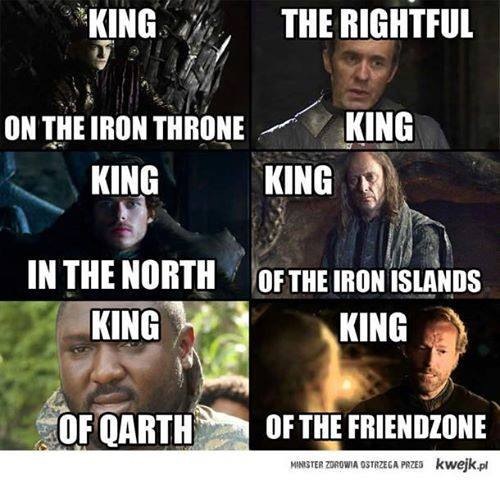 KING
ON THE IRON THRONE
THE RIGHTFUL
KING
KING
IN THE NORTH
KING
OF THE IRON ISLANDS
KING
OF QARTH
KING
OF THE FRIENDZONE
MINISTER ZDROWIA OSTRZEGA PRZED kwejk.pl